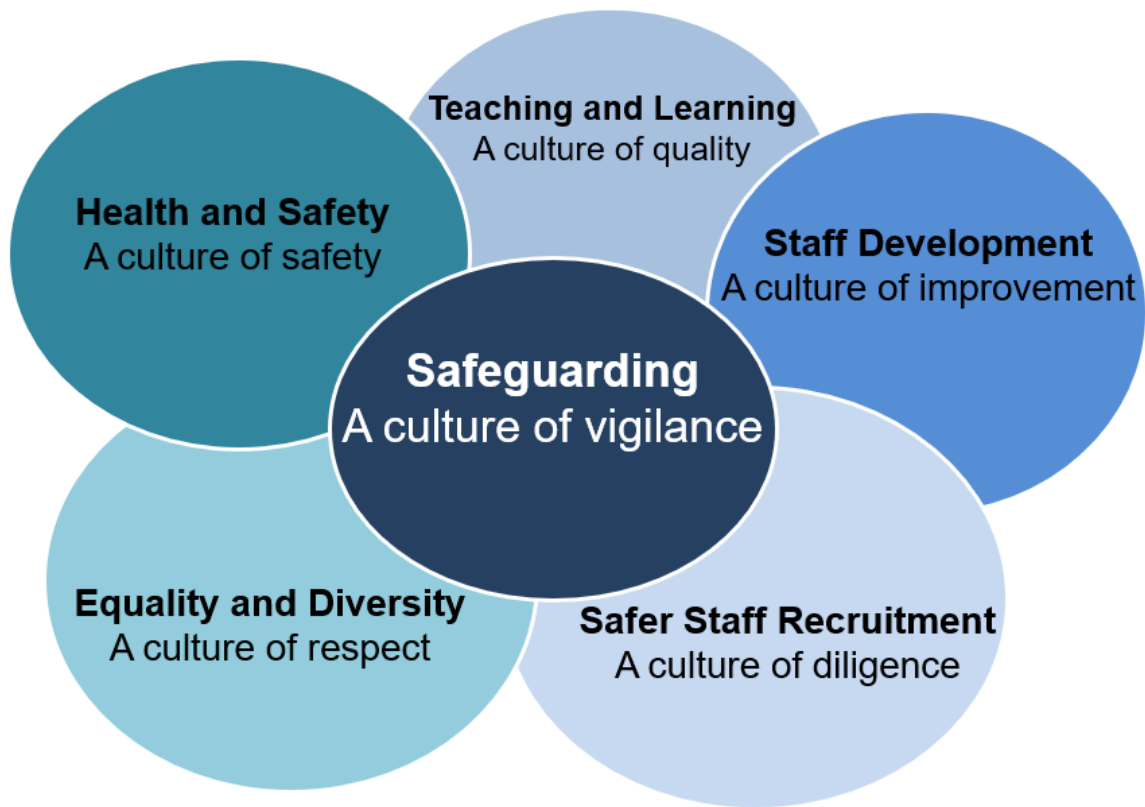 Teaching and Learning
A culture of quality
Health and Safety
A culture of safety
Staff Development
A culture of improvement
Safeguarding
A culture of vigilance
Equality and Diversity
A culture of respect
Safer Staff Recruitment
A culture of diligence